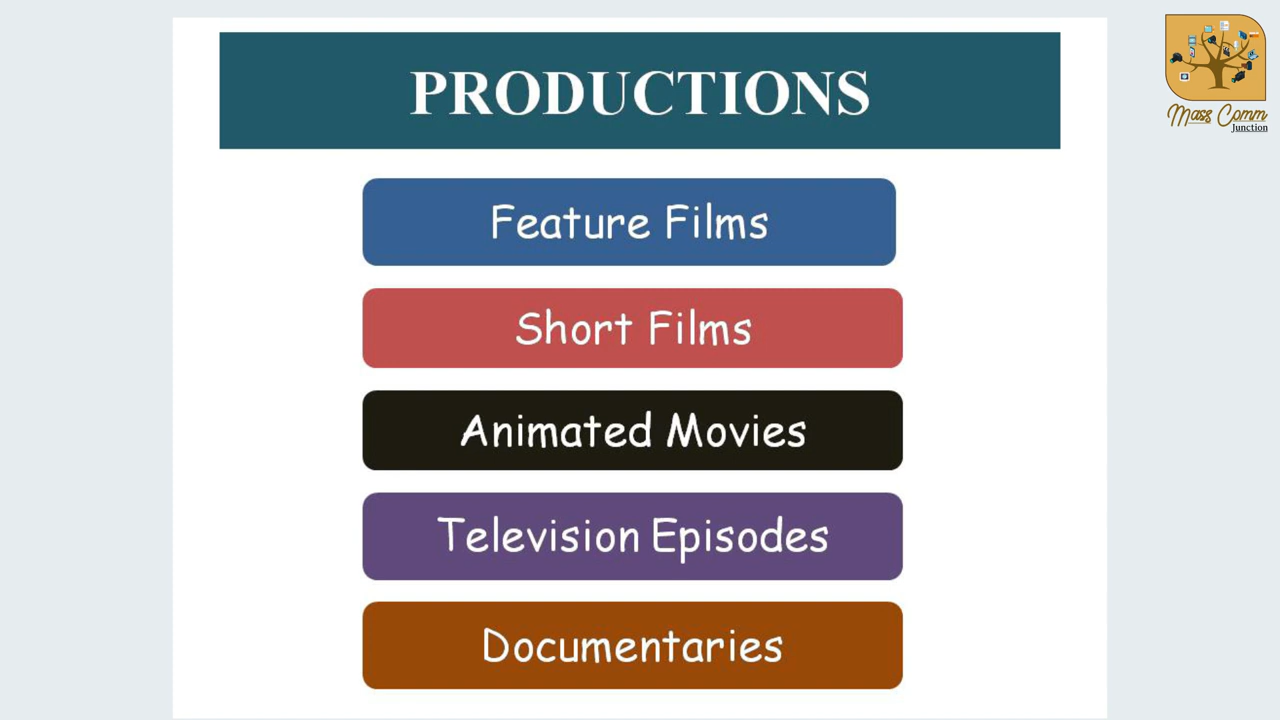 PRODUCTIONS
Feature Films
Short Films
Animated Movies
Television Episodes
Documentaries
Mass Comm
Junction